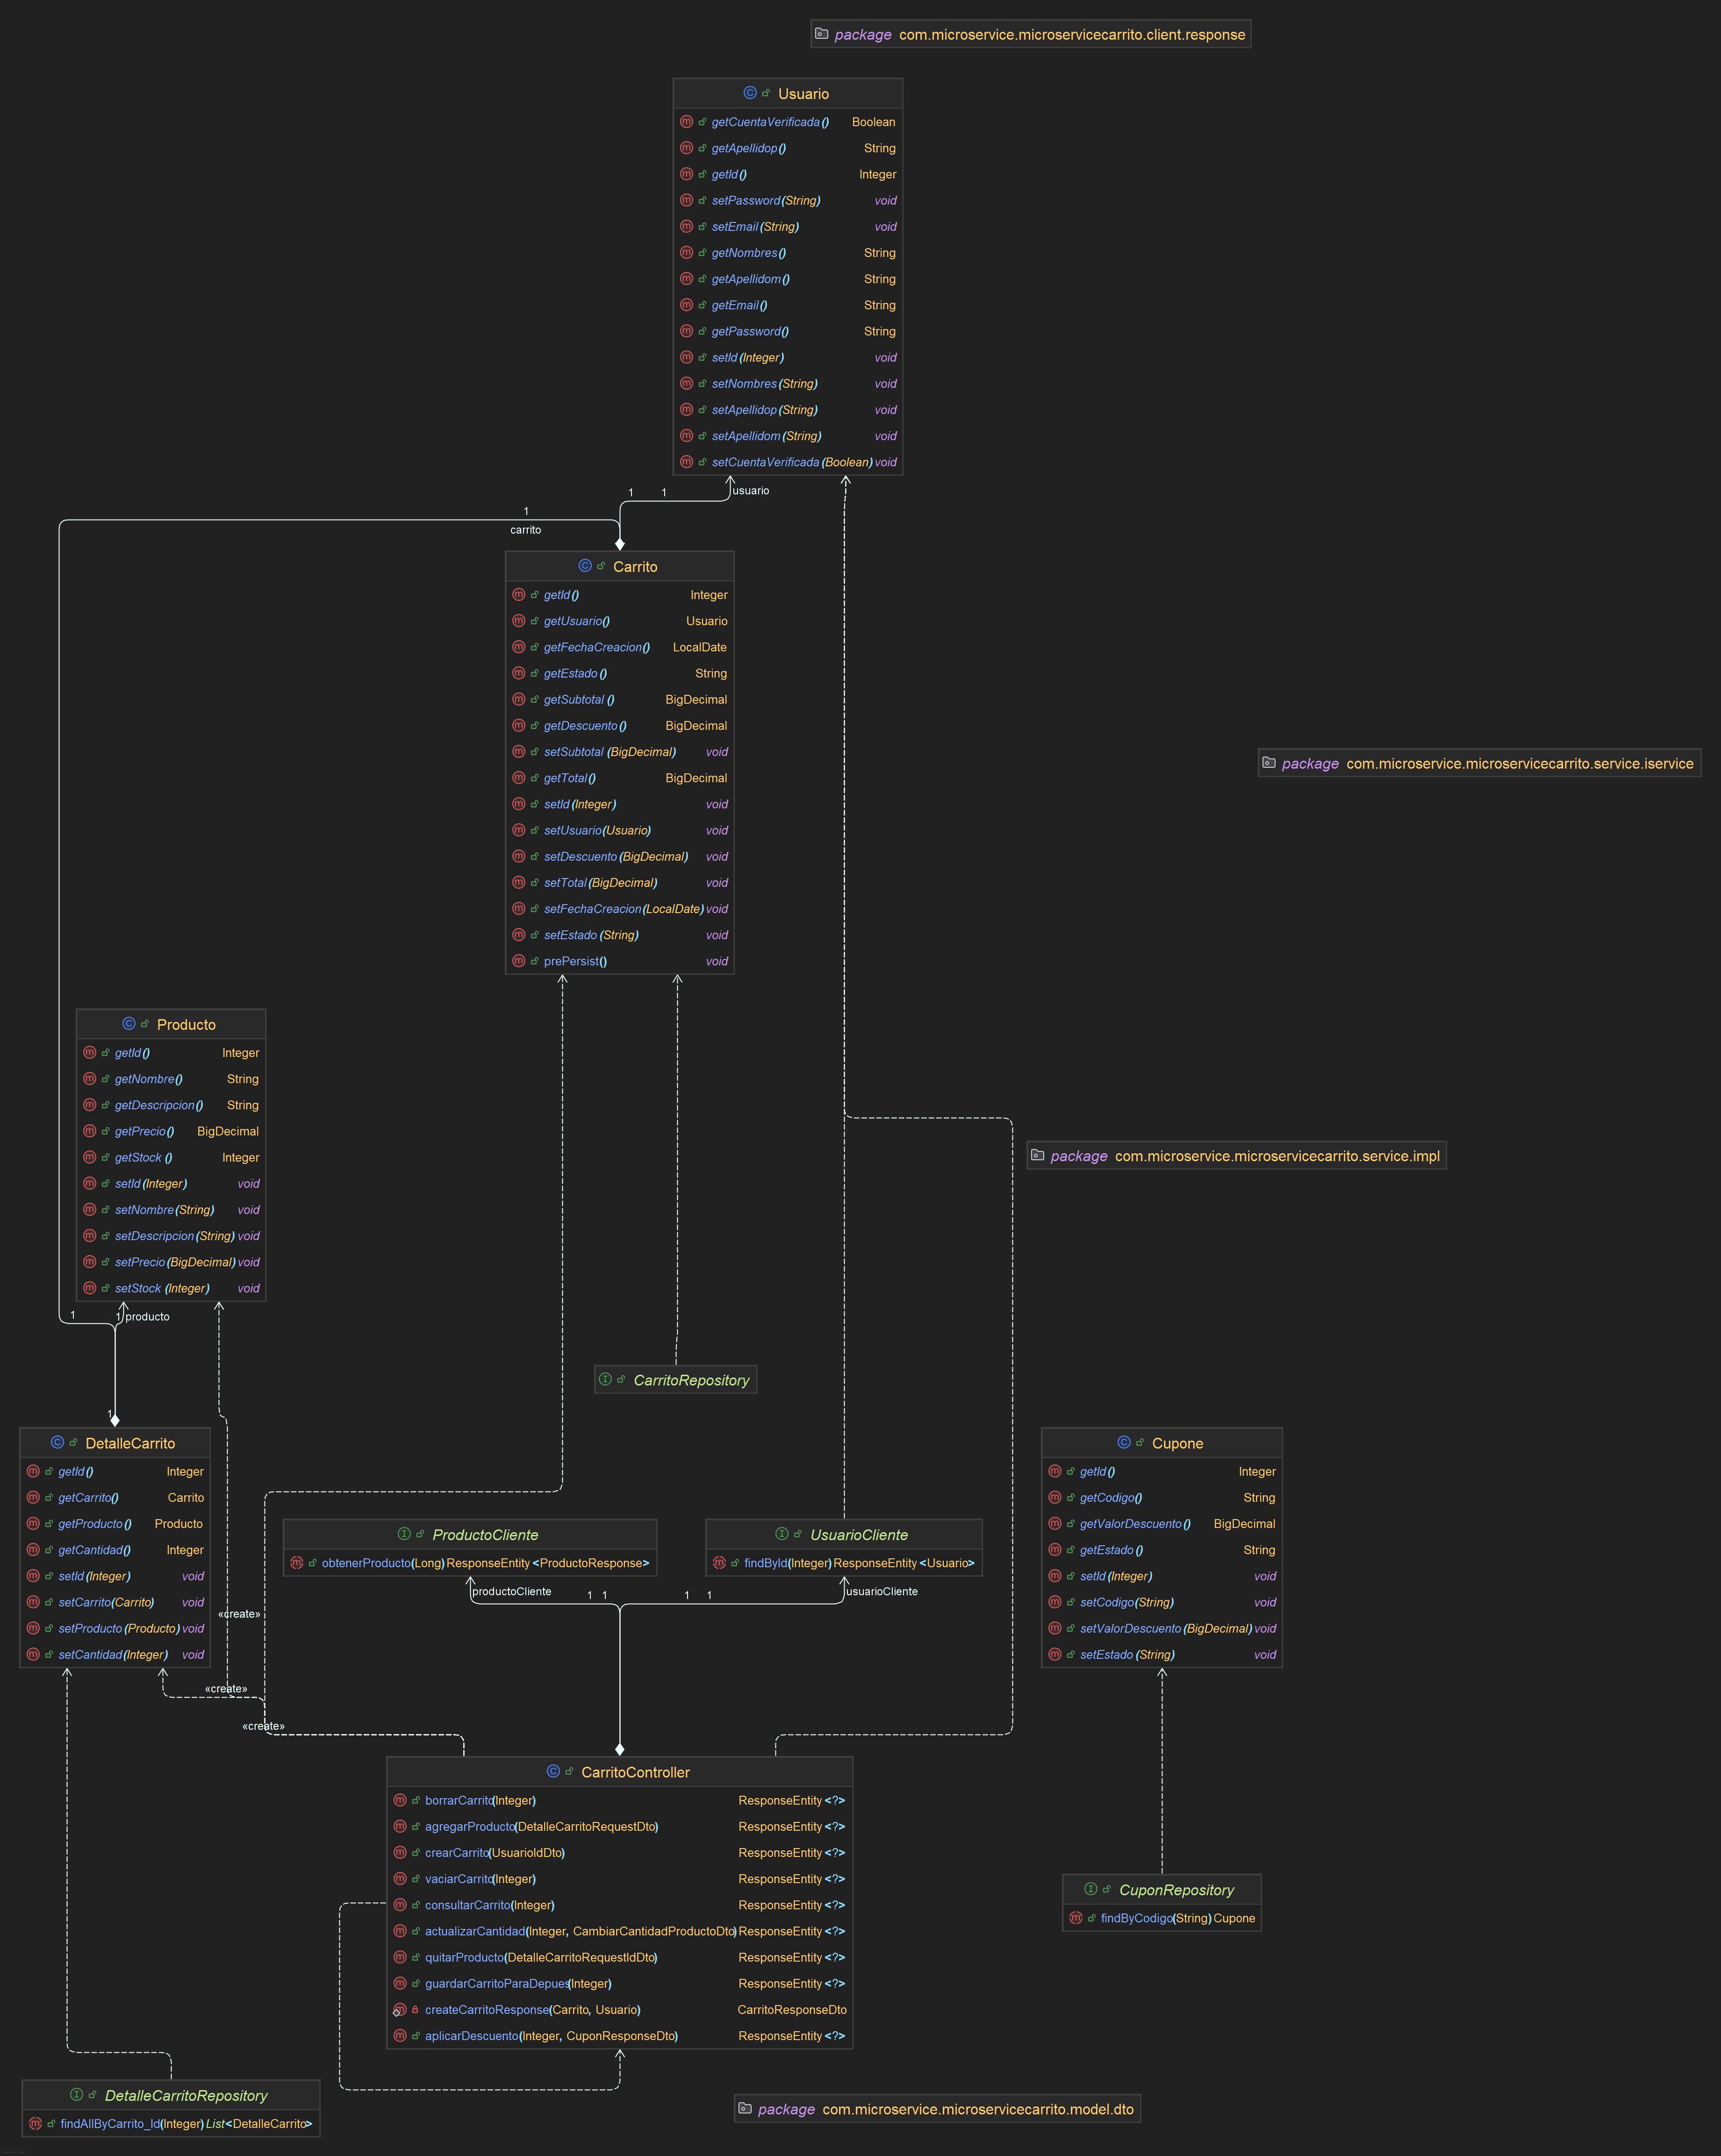 package com.microservice.microservicecarrito.client.response
Usuario
getCuentaVerificada() Boolean
getApellidop() String
getId() Integer
setPassword(String) void
setEmail(String) void
getNombres() String
getApellidom() String
getEmail() String
getPassword() String
setId(Integer) void
setNombres(String) void
setApellidop(String) void
setApellidom(String) void
setCuentaVerificada(Boolean) void
1 1 usuario
1
carrito
Carrito
getId() Integer
getUsuario() Usuario
getFechaCreacion() LocalDate
getEstado() String
getSubtotal() BigDecimal
getDescuento() BigDecimal
setSubtotal(BigDecimal) void
getTotal() BigDecimal
setId(Integer) void
setUsuario(Usuario) void
setDescuento(BigDecimal) void
setTotal(BigDecimal) void
setFechaCreacion(LocalDate) void
setEstado(String) void
prePersist() void
package com.microservice.microservicecarrito.service.iservice
Producto
getId() Integer
getNombre() String
getDescripcion() String
getPrecio() BigDecimal
getStock() Integer
setId(Integer) void
setNombre(String) void
setDescripcion(String) void
setPrecio(BigDecimal) void
setStock(Integer) void
1 1 producto
package com.microservice.microservicecarrito.service.impl
CarritoRepository
1
DetalleCarrito
getId() Integer
getCarrito() Carrito
getProducto() Producto
getCantidad() Integer
setId(Integer) void
setCarrito(Carrito) void
setProducto(Producto) void
setCantidad(Integer) void
«create»
«create»
«create»
ProductoCliente
obtenerProducto(Long) ResponseEntity<ProductoResponse>
UsuarioCliente
findById(Integer) ResponseEntity<Usuario>
productoCliente 1 1 1 1 usuarioCliente
Cupone
getId() Integer
getCodigo() String
getValorDescuento() BigDecimal
getEstado() String
setId(Integer) void
setCodigo(String) void
setValorDescuento(BigDecimal) void
setEstado(String) void
CarritoController
borrarCarrito(Integer) ResponseEntity<?>
agregarProducto(DetalleCarritoRequestDto) ResponseEntity<?>
crearCarrito(UsuarioIdDto) ResponseEntity<?>
vaciarCarrito(Integer) ResponseEntity<?>
consultarCarrito(Integer) ResponseEntity<?>
actualizarCantidad(Integer, CambiarCantidadProductoDto) ResponseEntity<?>
quitarProducto(DetalleCarritoRequestIdDto) ResponseEntity<?>
guardarCarritoParaDepues(Integer) ResponseEntity<?>
createCarritoResponse(Carrito, Usuario) CarritoResponseDto
aplicarDescuento(Integer, CuponResponseDto) ResponseEntity<?>
CuponRepository
findByCodigo(String) Cupone
DetalleCarritoRepository
findAllByCarrito_Id(Integer) List<DetalleCarrito>
package com.microservice.microservicecarrito.model.dto